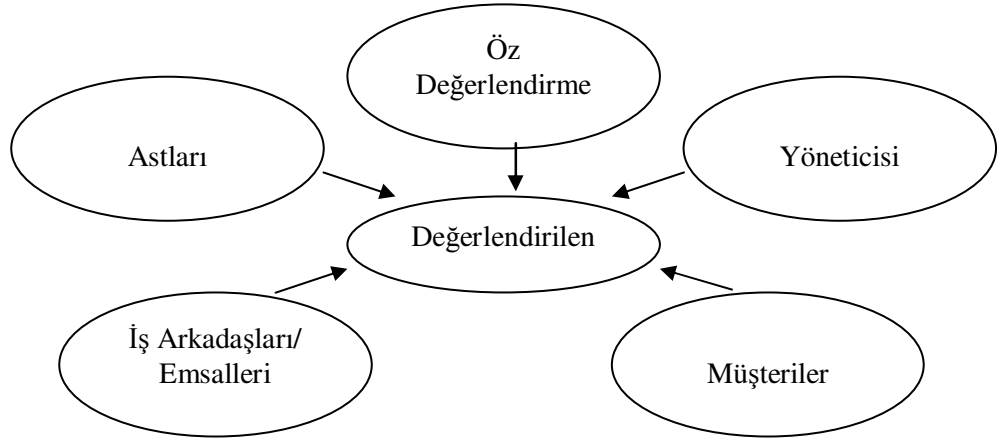 Öz
Değerlendirme
Astları
Yöneticisi
Değerlendirilen
İş Arkadaşları/
Emsalleri
Müşteriler